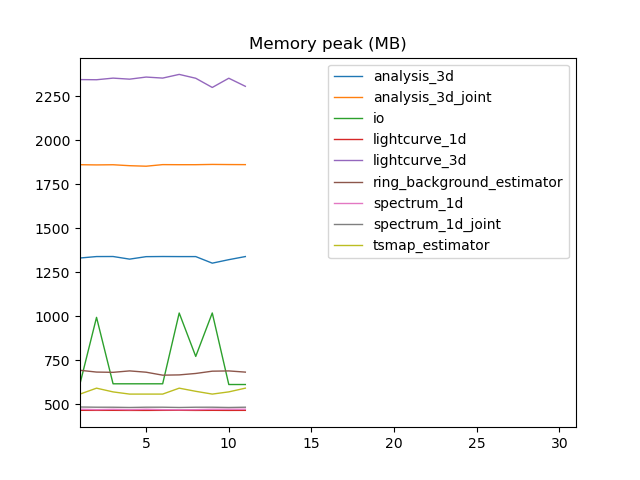 Memory peak (MB)
analysis_3d
analysis_3d_joint
io
lightcurve_1d
lightcurve_3d
ring_background_estimator
spectrum_1d
spectrum_1d_joint
tsmap_estimator
2250
2000
1750
1500
1250
1000
750
500
5 10 15 20 25 30